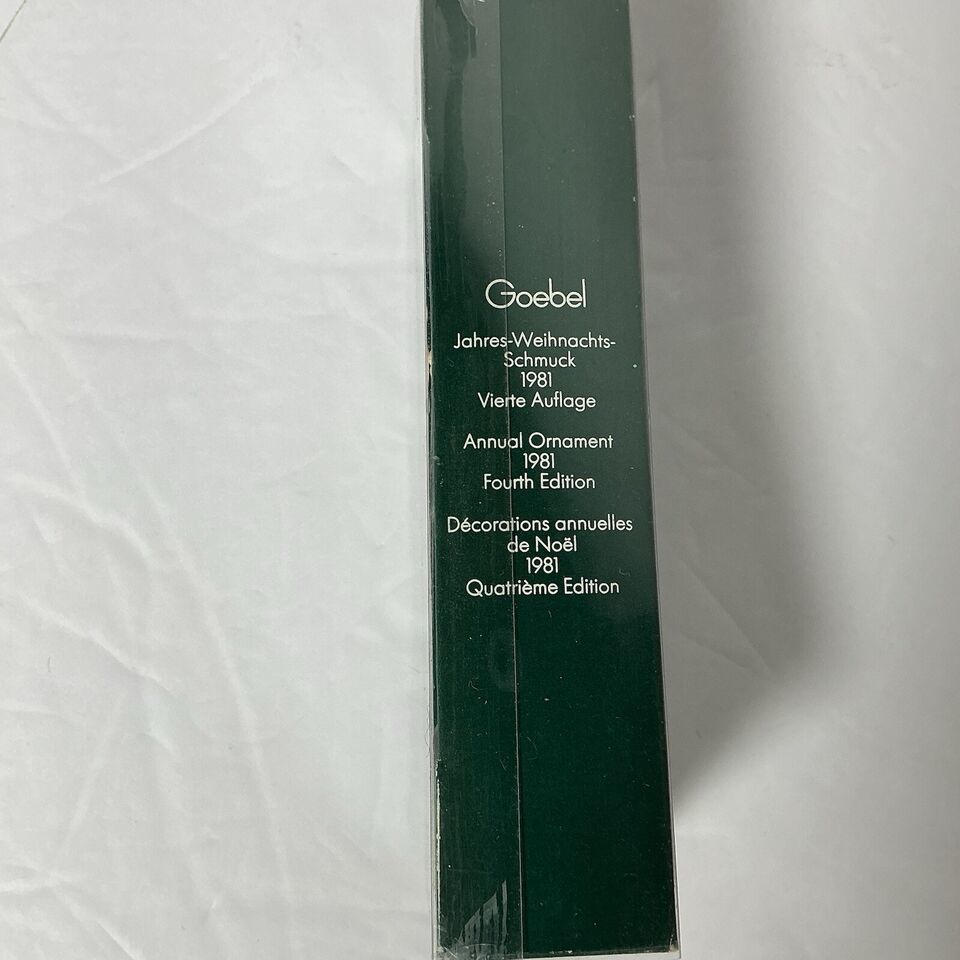 Goebel
Jahres-Weihnachts-
Schmuck
1981
Vierte Auflage
Annual Ornament
1981
Fourth Edition
Décorations annuelles
de Noël
1981
Quatrième Edition